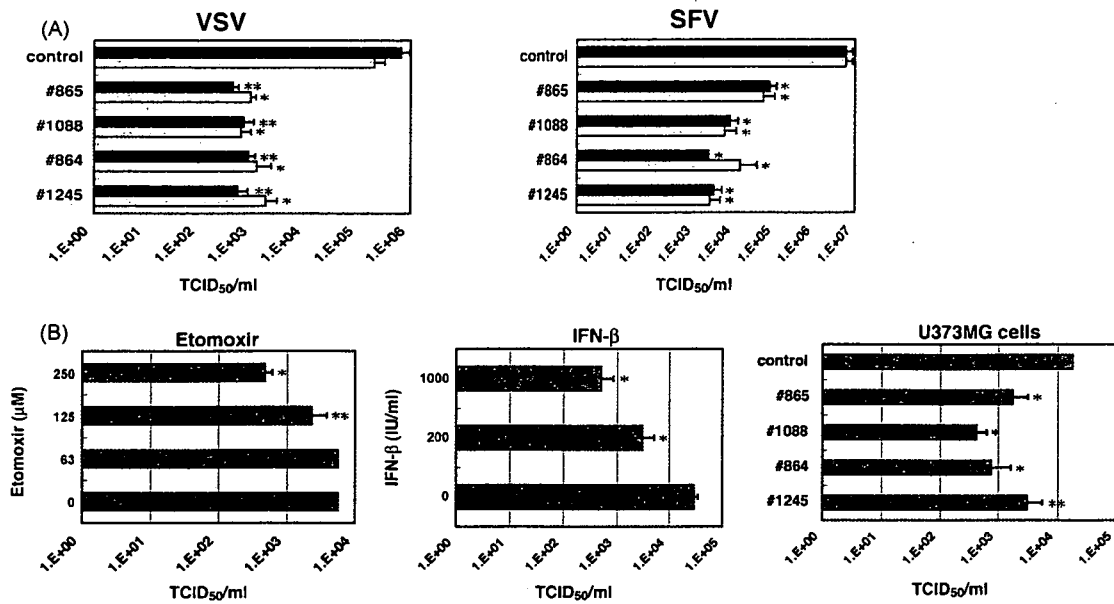 (A)
VSV
control
#865
**
*
#1088
**
*
#864
**
*
#1245
**
*
1.E+00
1.E+01
1.E+02
1.E+03
1.E+04
1.E+05
1.E+06
TCID50/ml
SFV
control
#865
*
*
#1088
*
*
#864
*
*
#1245
*
*
1.E+00
1.E+01
1.E+02
1.E+03
1.E+04
1.E+05
1.E+06
1.E+07
TCID50/ml
(B)
Etomoxir
Etomoxir (μM)
250
*
125
**
63
0
1.E+00
1.E+01
1.E+02
1.E+03
1.E+04
TCID50/ml
IFN-β
IFN-β (IU/ml)
1000
*
200
*
0
1.E+00
1.E+01
1.E+02
1.E+03
1.E+04
1.E+05
TCID50/ml
U373MG cells
control
#865
*
#1088
*
#864
*
#1245
**
1.E+00
1.E+01
1.E+02
1.E+03
1.E+04
1.E+05
TCID50/ml